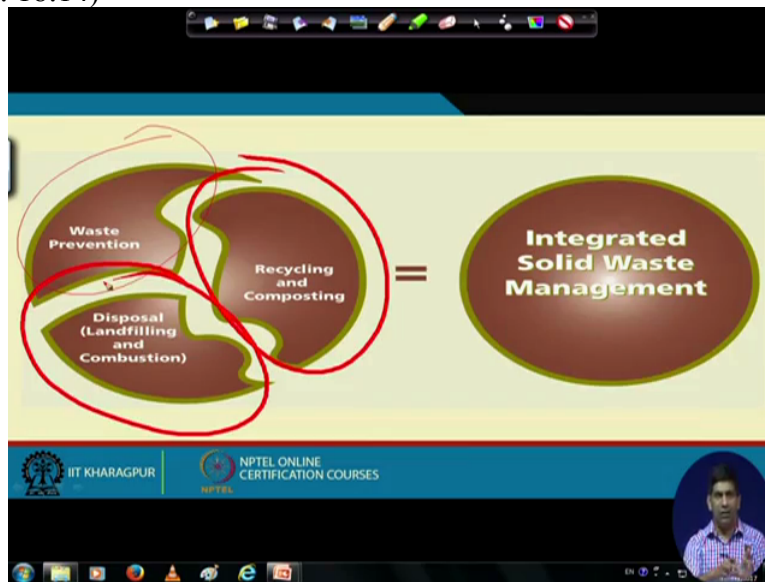 Waste
Prevention
Recycling
and
Composting
Disposal
(Landfilling
and
Combustion)
=
Integrated
Solid Waste
Management
IIT KHARAGPUR
NPTEL
NPTEL ONLINE
CERTIFICATION COURSES
EN